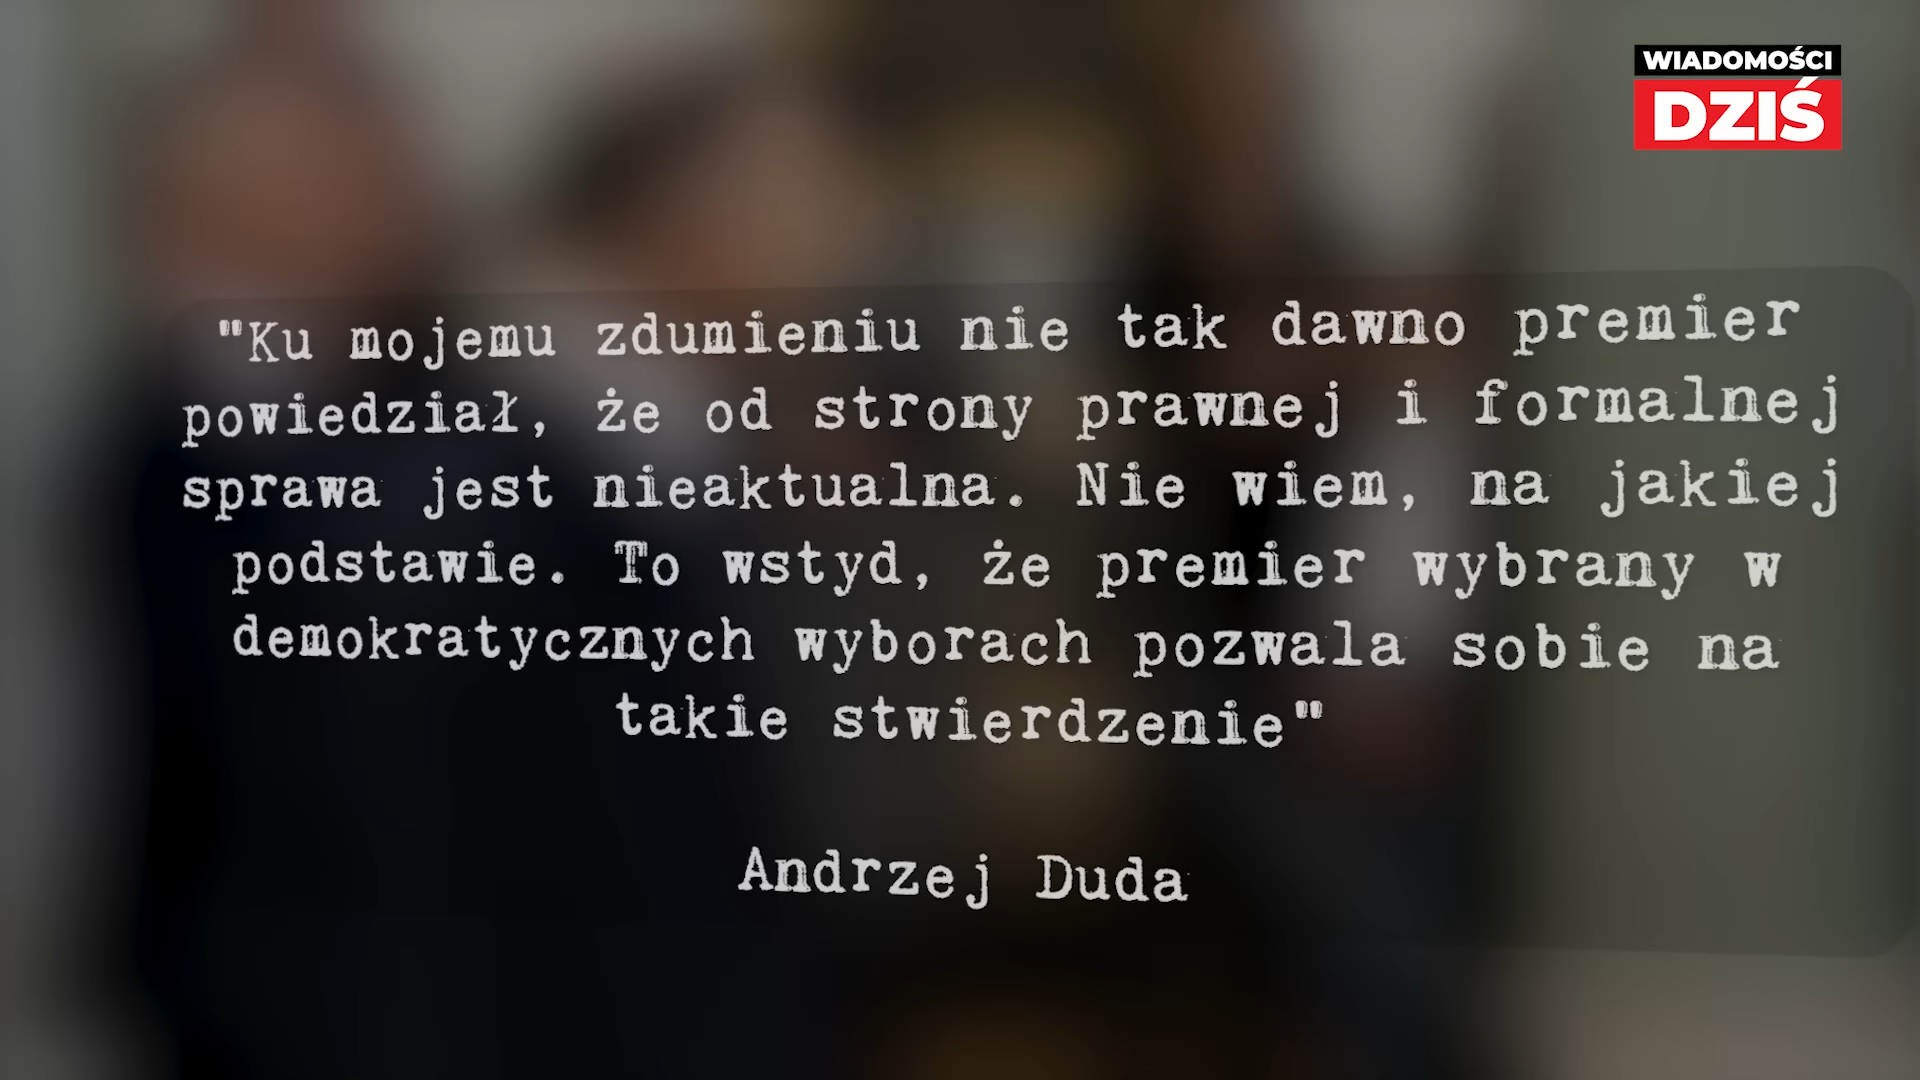 WIADOMOŚCI
DZIŚ
"Ku mojemu zdumieniu nie tak dawno premier
powiedział, że od strony prawnej i formalnej
sprawa jest nieaktualna. Nie wiem, na jakiej
podstawie. To wstyd, że premier wybrany w
demokratycznych wyborach pozwala sobie na
takie stwierdzenie"
Andrzej Duda